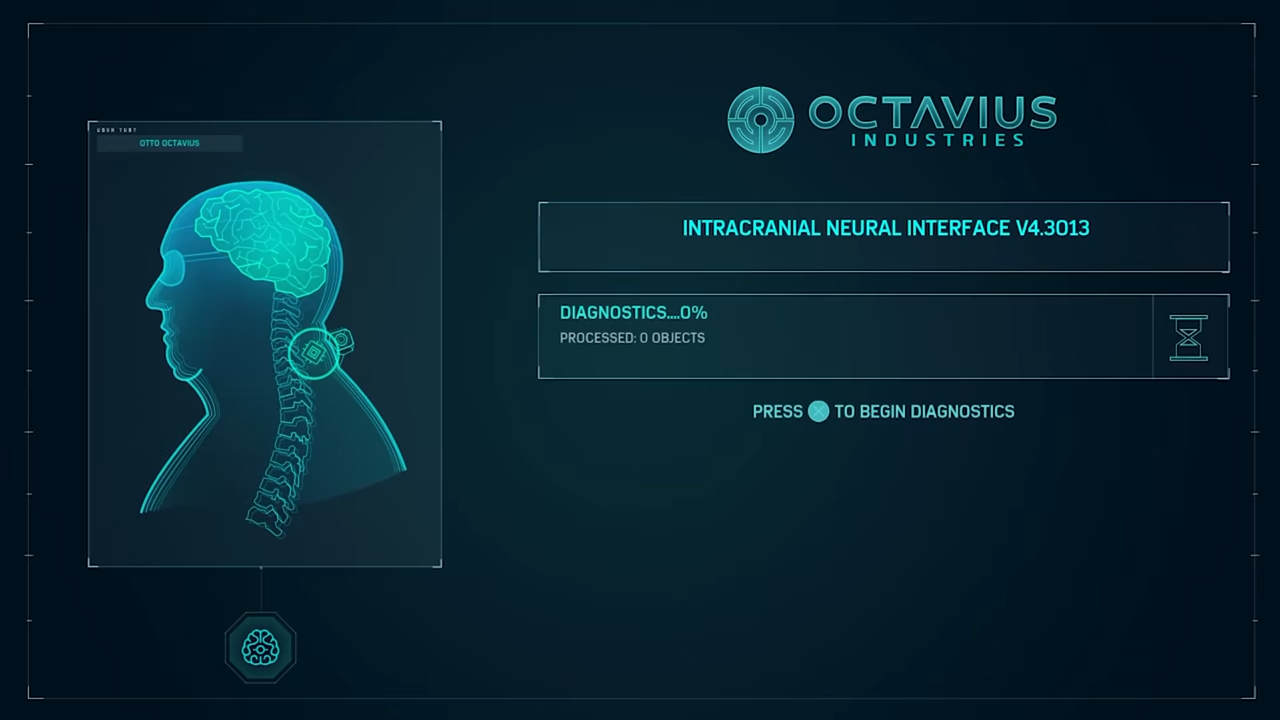 OTTO OCTAVIUS
OCTAVIUS
INDUSTRIES
INTRACRANIAL NEURAL INTERFACE V4.3013
DIAGNOSTICS....0%
PROCESSED: 0 OBJECTS
PRESS TO BEGIN DIAGNOSTICS